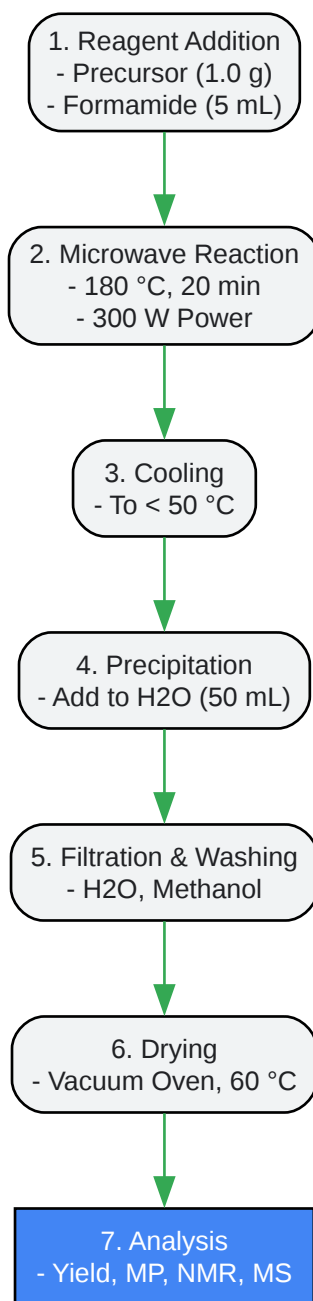 1. Reagent Addition
- Precursor (1.0 g)
- Formamide (5 mL)
2. Microwave Reaction
- 180 °C, 20 min
- 300 W Power
3. Cooling
- To < 50 °C
4. Precipitation
- Add to H2O (50 mL)
5. Filtration & Washing
- H2O, Methanol
6. Drying
- Vacuum Oven, 60 °C
7. Analysis
- Yield, MP, NMR, MS